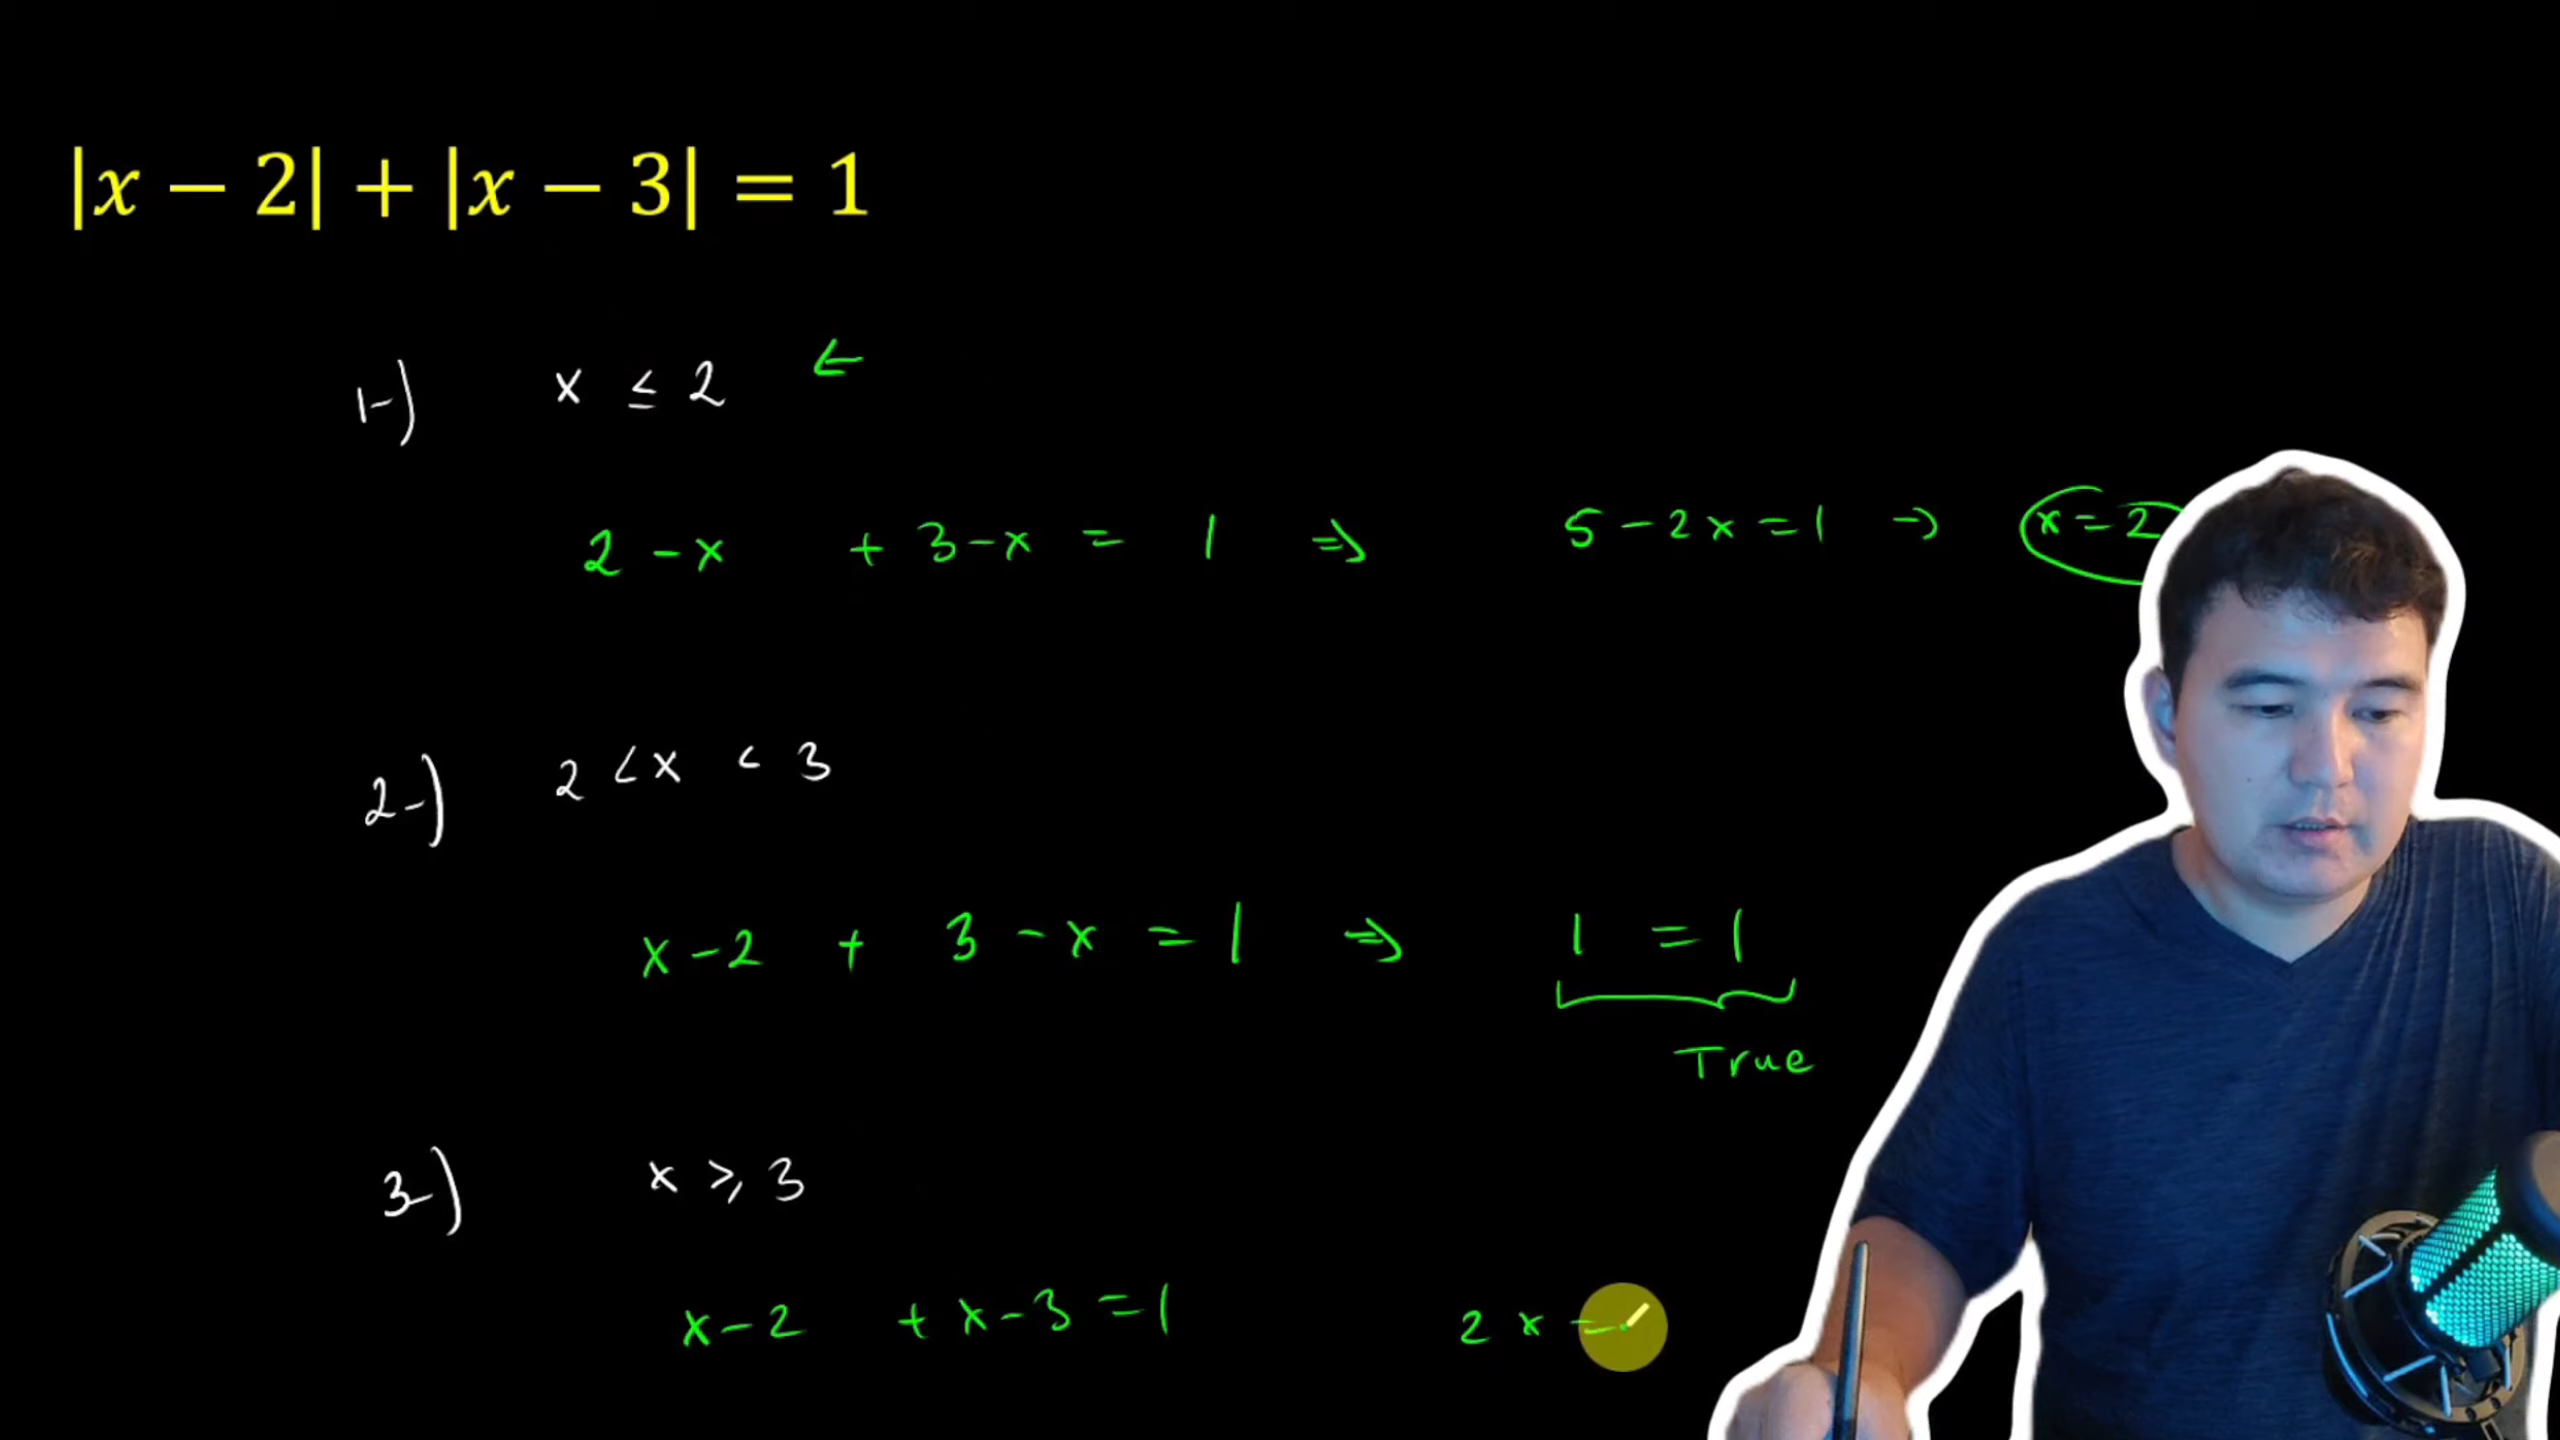 |x − 2| + |x − 3| = 1
1-) x ≤ 2 ←
2 - x + 3 - x = 1 ⇒ 5 - 2x = 1 → x = 2
2-) 2 < x < 3
x - 2 + 3 - x = 1 ⇒ 1 = 1
True
3-) x ≥ 3
x - 2 + x - 3 = 1 2x =